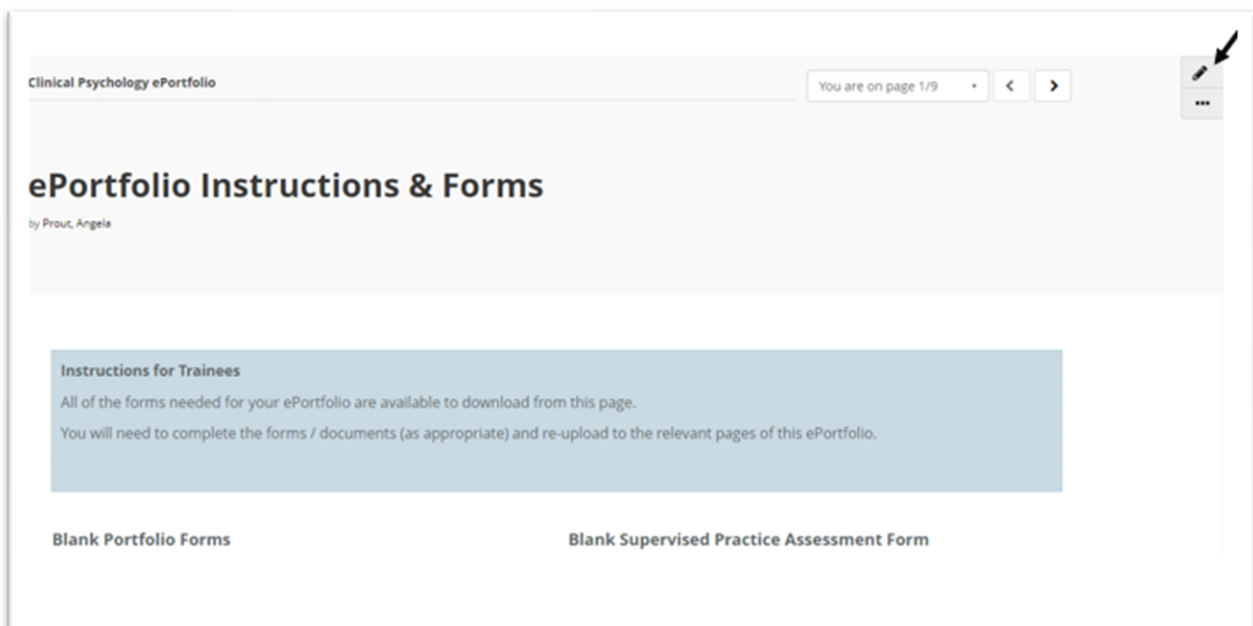 Clinical Psychology ePortfolio
You are on page 1/9
ePortfolio Instructions & Forms
by Prout, Angela
Instructions for Trainees
All of the forms needed for your ePortfolio are available to download from this page.
You will need to complete the forms / documents (as appropriate) and re-upload to the relevant pages of this ePortfolio.
Blank Portfolio Forms
Blank Supervised Practice Assessment Form